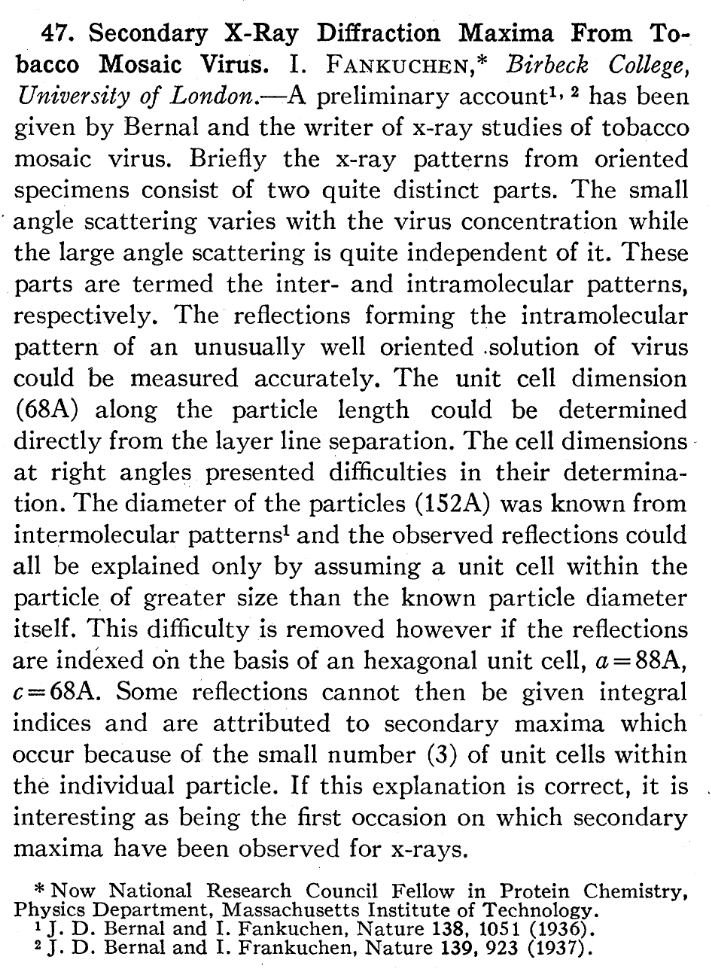 47. Secondary X-Ray Diffraction Maxima From To-
bacco Mosaic Virus. I. FANKUCHEN,* Birbeck College,
University of London.—A preliminary account1, 2 has been
given by Bernal and the writer of x-ray studies of tobacco
mosaic virus. Briefly the x-ray patterns from oriented
specimens consist of two quite distinct parts. The small
angle scattering varies with the virus concentration while
the large angle scattering is quite independent of it. These
parts are termed the inter- and intramolecular patterns,
respectively. The reflections forming the intramolecular
pattern of an unusually well oriented solution of virus
could be measured accurately. The unit cell dimension
(68A) along the particle length could be determined
directly from the layer line separation. The cell dimensions
at right angles presented difficulties in their determina-
tion. The diameter of the particles (152A) was known from
intermolecular patterns1 and the observed reflections could
all be explained only by assuming a unit cell within the
particle of greater size than the known particle diameter
itself. This difficulty is removed however if the reflections
are indexed on the basis of an hexagonal unit cell, a=88A,
c=68A. Some reflections cannot then be given integral
indices and are attributed to secondary maxima which
occur because of the small number (3) of unit cells within
the individual particle. If this explanation is correct, it is
interesting as being the first occasion on which secondary
maxima have been observed for x-rays.
* Now National Research Council Fellow in Protein Chemistry,
Physics Department, Massachusetts Institute of Technology.
1 J. D. Bernal and I. Fankuchen, Nature 138, 1051 (1936).
2 J. D. Bernal and I. Frankuchen, Nature 139, 923 (1937).